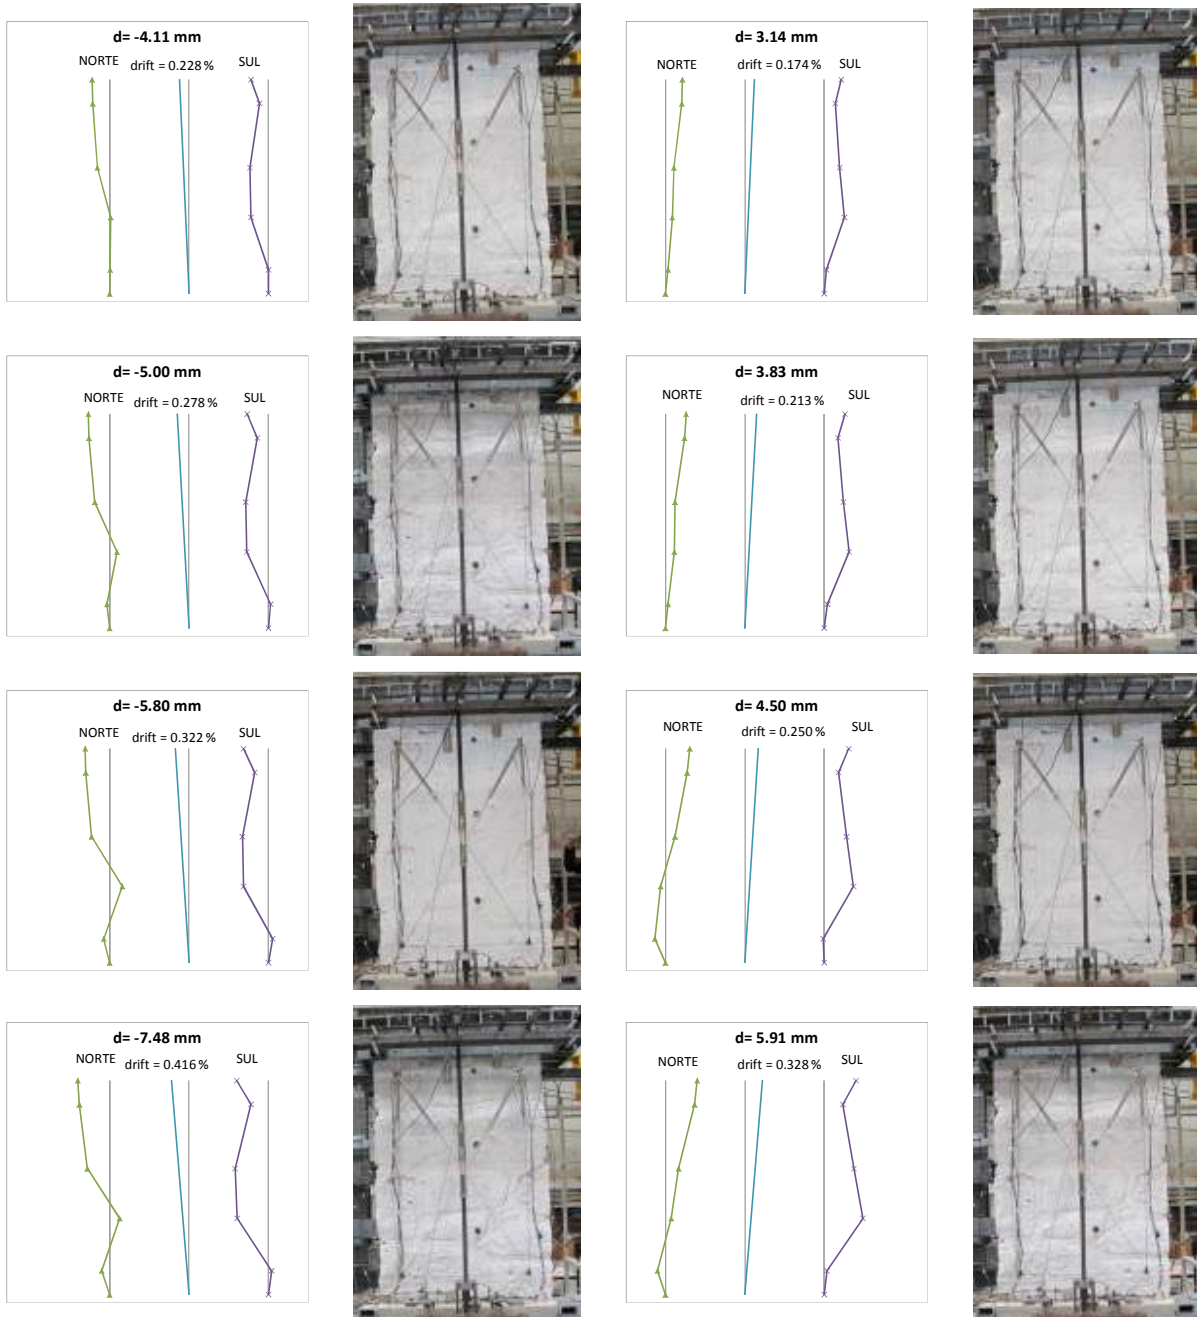 d= -4.11 mm
NORTE drift = 0.228 % SUL
d= 3.14 mm
NORTE drift = 0.174 % SUL
d= -5.00 mm
NORTE drift = 0.278 % SUL
d= 3.83 mm
NORTE drift = 0.213 % SUL
d= -5.80 mm
NORTE drift = 0.322 % SUL
d= 4.50 mm
NORTE drift = 0.250 % SUL
d= -7.48 mm
NORTE drift = 0.416 % SUL
d= 5.91 mm
NORTE drift = 0.328 % SUL